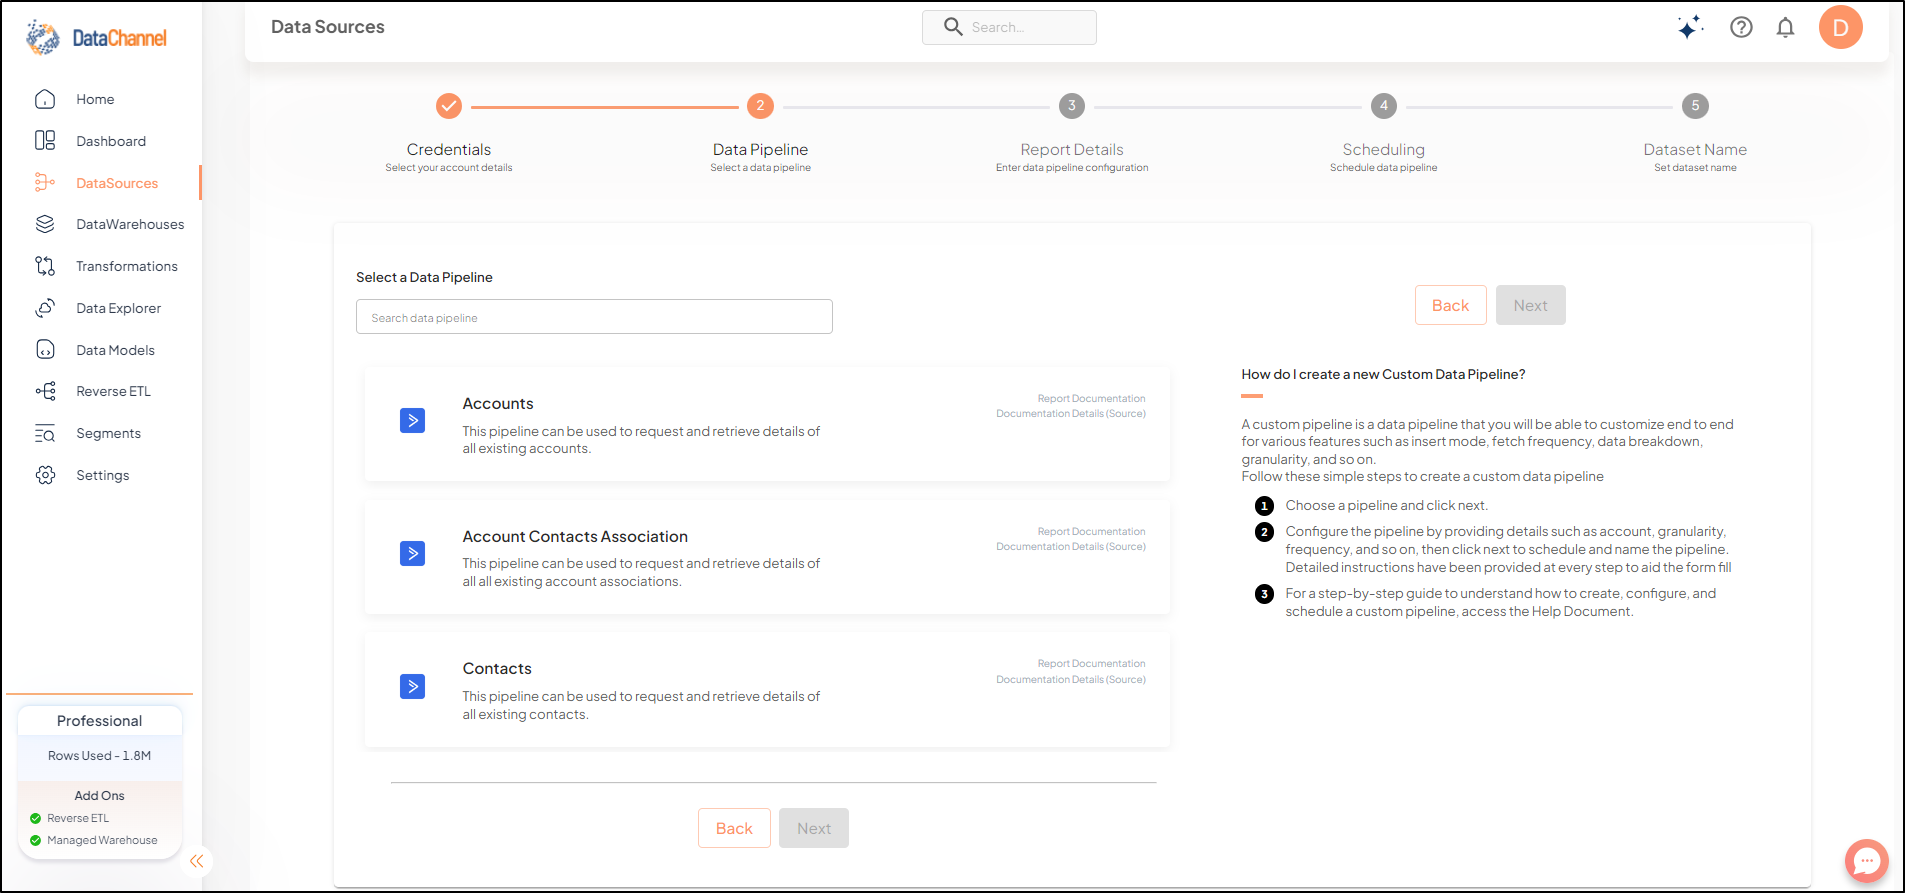 DataChannel
Data Sources
Search...
D
Home
Dashboard
DataSources
DataWarehouses
Transformations
Data Explorer
Data Models
Reverse ETL
Segments
Settings
Professional
Rows Used - 1.8M
Add Ons
Reverse ETL
Managed Warehouse
2
3
4
5
Credentials
Select your account details
Data Pipeline
Select a data pipeline
Report Details
Enter data pipeline configuration
Scheduling
Schedule data pipeline
Dataset Name
Set dataset name
Select a Data Pipeline
Search data pipeline
Accounts
This pipeline can be used to request and retrieve details of
all existing accounts.
Report Documentation
Documentation Details (Source)
Account Contacts Association
This pipeline can be used to request and retrieve details of
all all existing account associations.
Report Documentation
Documentation Details (Source)
Contacts
This pipeline can be used to request and retrieve details of
all existing contacts.
Report Documentation
Documentation Details (Source)
Back
Next
Back
Next
How do I create a new Custom Data Pipeline?
A custom pipeline is a data pipeline that you will be able to customize end to end
for various features such as insert mode, fetch frequency, data breakdown,
granularity, and so on.
Follow these simple steps to create a custom data pipeline
1 Choose a pipeline and click next.
2 Configure the pipeline by providing details such as account, granularity,
frequency, and so on, then click next to schedule and name the pipeline.
Detailed instructions have been provided at every step to aid the form fill
3 For a step-by-step guide to understand how to create, configure, and
schedule a custom pipeline, access the Help Document.